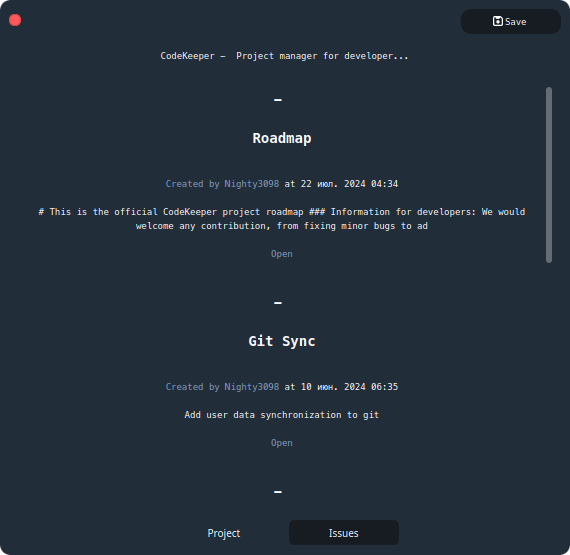 Save
CodeKeeper - Project manager for developer...
-
Roadmap
Created by Nighty3098 at 22 июл. 2024 04:34
# This is the official CodeKeeper project roadmap ### Information for developers: We would
welcome any contribution, from fixing minor bugs to ad
Open
-
Git Sync
Created by Nighty3098 at 10 июн. 2024 06:35
Add user data synchronization to git
Open
-
Project
Issues